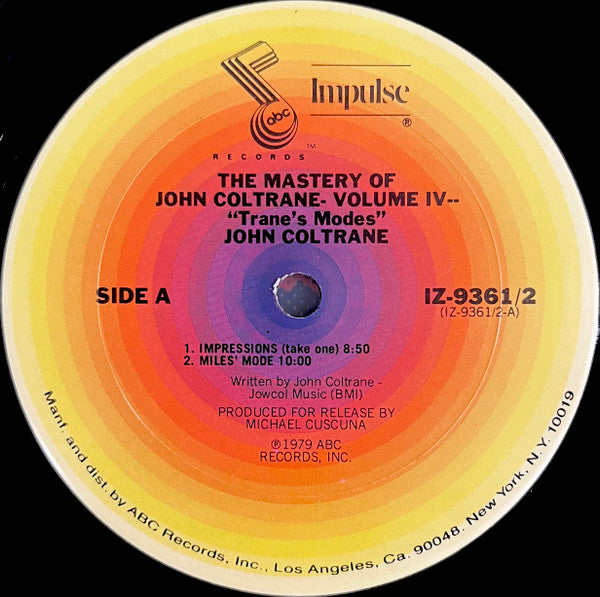 abc
Impulse
®
RECORDS™
THE MASTERY OF
JOHN COLTRANE- VOLUME IV--
"Trane's Modes"
JOHN COLTRANE
SIDE A
IZ-9361/2
(IZ-9361/2-A)
1. IMPRESSIONS (take one) 8:50
2. MILES' MODE 10:00
Written by John Coltrane -
Jowcol Music (BMI)
PRODUCED FOR RELEASE BY
MICHAEL CUSCUNA
℗1979 ABC
RECORDS, INC.
Manf. and dist. by ABC Records, Inc., Los Angeles, Ca. 90048. New York, N.Y. 10019